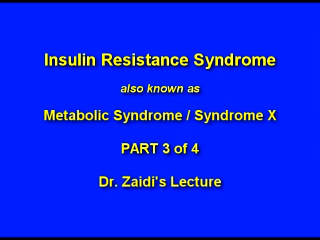 Insulin Resistance Syndrome
also known as
Metabolic Syndrome / Syndrome X
PART 3 of 4
Dr. Zaidi's Lecture